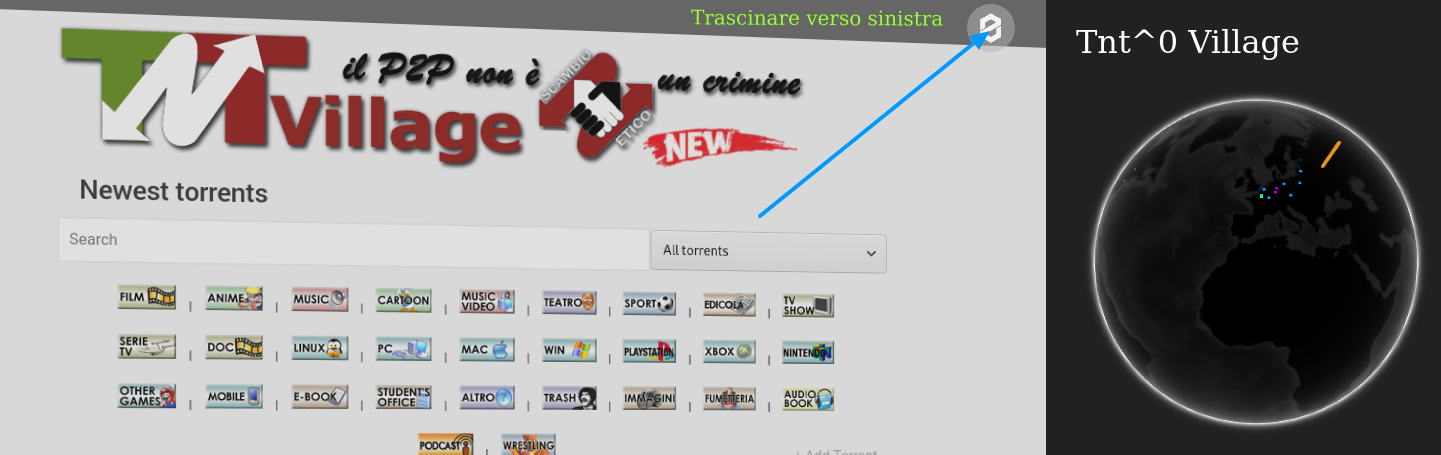 Trascinare verso sinistra
Tnt^0 Village
TNT Village
il P2P non è un crimine
SCAMBIO ETICO
NEW
Newest torrents
Search
All torrents
FILM | ANIME | MUSIC | CARTOON | MUSIC VIDEO | TEATRO | SPORT | EDICOLA | TV SHOW
SERIE TV | DOC | LINUX | PC | MAC | WIN | PLAYSTATION | XBOX | NINTENDO
OTHER GAMES | MOBILE | E-BOOK | STUDENT'S OFFICE | ALTRO | TRASH | IMMAGINI | FUMETTERIA | AUDIO BOOK
PODCAST | WRESTLING
+ Add Torrent